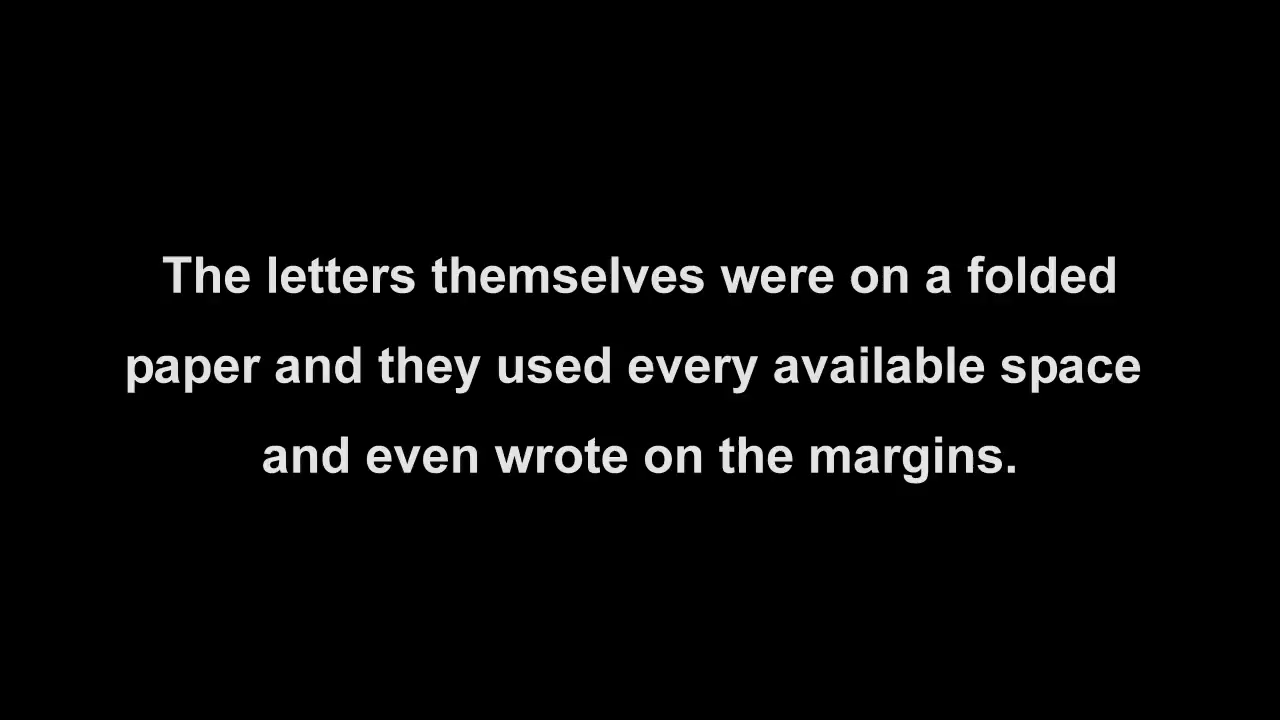 The letters themselves were on a folded
paper and they used every available space
and even wrote on the margins.